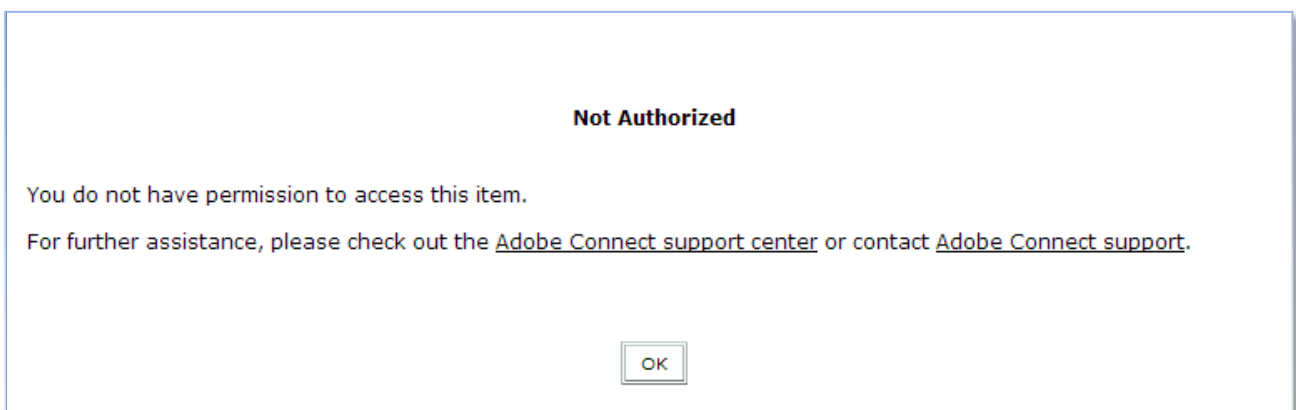 Not Authorized
You do not have permission to access this item.
For further assistance, please check out the Adobe Connect support center or contact Adobe Connect support.
OK